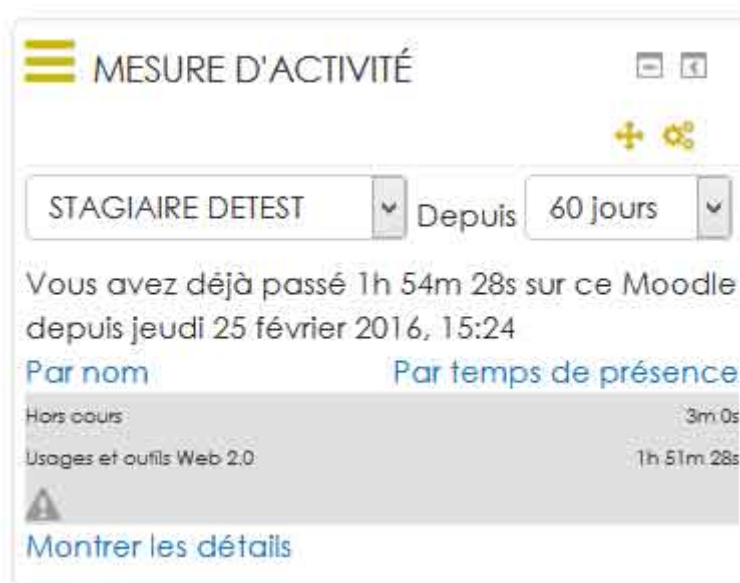 MESURE D'ACTIVITÉ
STAGIAIRE DETEST Depuis 60 jours
Vous avez déjà passé 1h 54m 28s sur ce Moodle
depuis jeudi 25 février 2016, 15:24
Par nom Par temps de présence
Hors cours 3m 0s
Usages et outils Web 2.0 1h 51m 28s
Montrer les détails